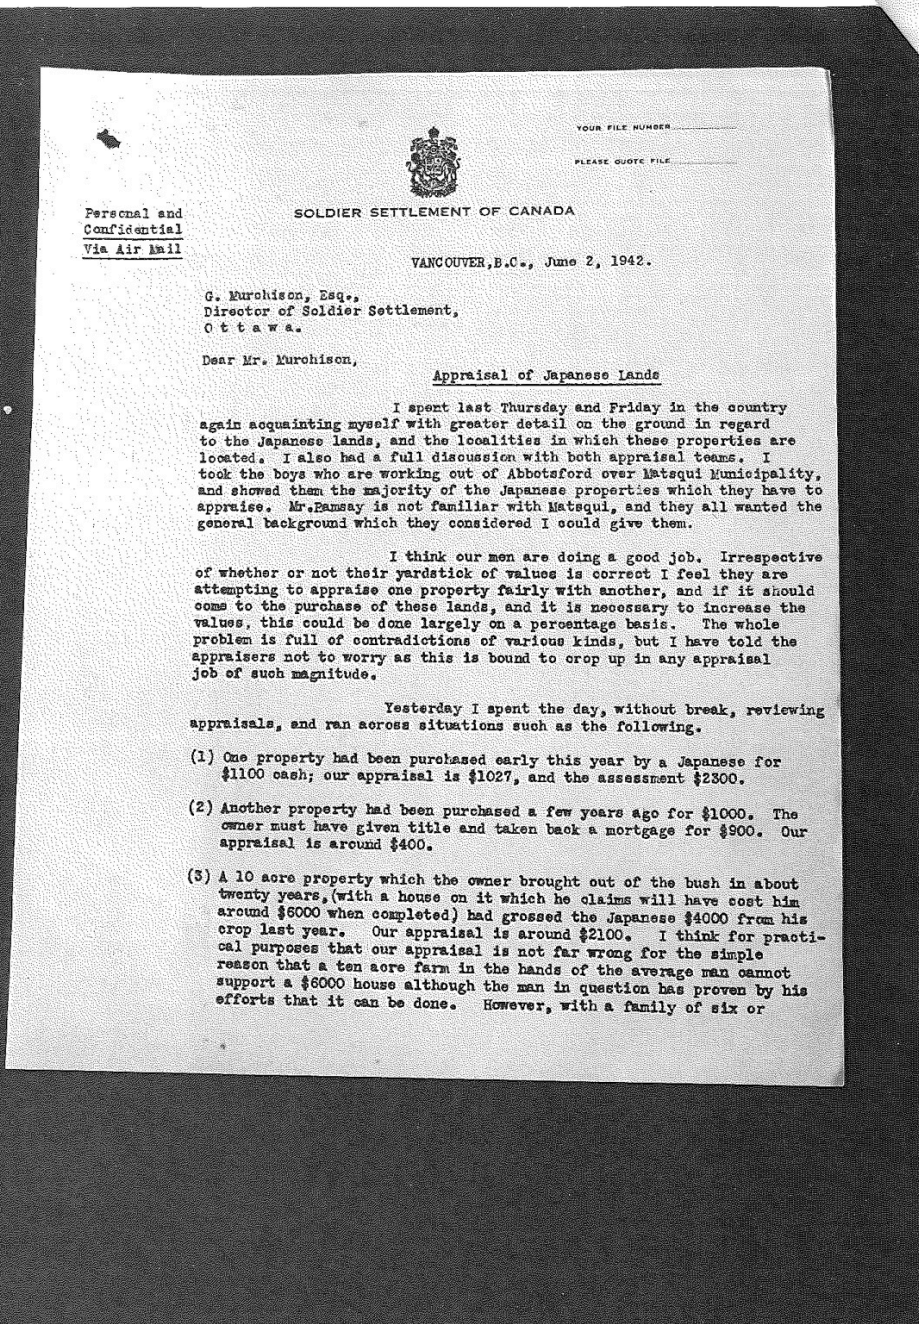 YOUR FILE NUMBER
PLEASE QUOTE FILE
SOLDIER SETTLEMENT OF CANADA
Personal and
Confidential
Via Air Mail
VANCOUVER,B.C., June 2, 1942.
G. Murchison, Esq.,
Director of Soldier Settlement,
O t t a w a.
Dear Mr. Murchison,
Appraisal of Japanese Lands
I spent last Thursday and Friday in the country
again acquainting myself with greater detail on the ground in regard
to the Japanese lands, and the localities in which these properties are
located. I also had a full discussion with both appraisal teams. I
took the boys who are working out of Abbotsford over Matsqui Municipality,
and showed them the majority of the Japanese properties which they have to
appraise. Mr.Ramsay is not familiar with Matsqui, and they all wanted the
general background which they considered I could give them.
I think our men are doing a good job. Irrespective
of whether or not their yardstick of values is correct I feel they are
attempting to appraise one property fairly with another, and if it should
come to the purchase of these lands, and it is necessary to increase the
values, this could be done largely on a percentage basis. The whole
problem is full of contradictions of various kinds, but I have told the
appraisers not to worry as this is bound to crop up in any appraisal
job of such magnitude.
Yesterday I spent the day, without break, reviewing
appraisals, and ran across situations such as the following.
(1) One property had been purchased early this year by a Japanese for
$1100 cash; our appraisal is $1027, and the assessment $2300.
(2) Another property had been purchased a few years ago for $1000. The
owner must have given title and taken back a mortgage for $900. Our
appraisal is around $400.
(3) A 10 acre property which the owner brought out of the bush in about
twenty years,(with a house on it which he claims will have cost him
around $6000 when completed) had grossed the Japanese $4000 from his
crop last year. Our appraisal is around $2100. I think for practi-
cal purposes that our appraisal is not far wrong for the simple
reason that a ten acre farm in the hands of the average man cannot
support a $6000 house although the man in question has proven by his
efforts that it can be done. However, with a family of six or